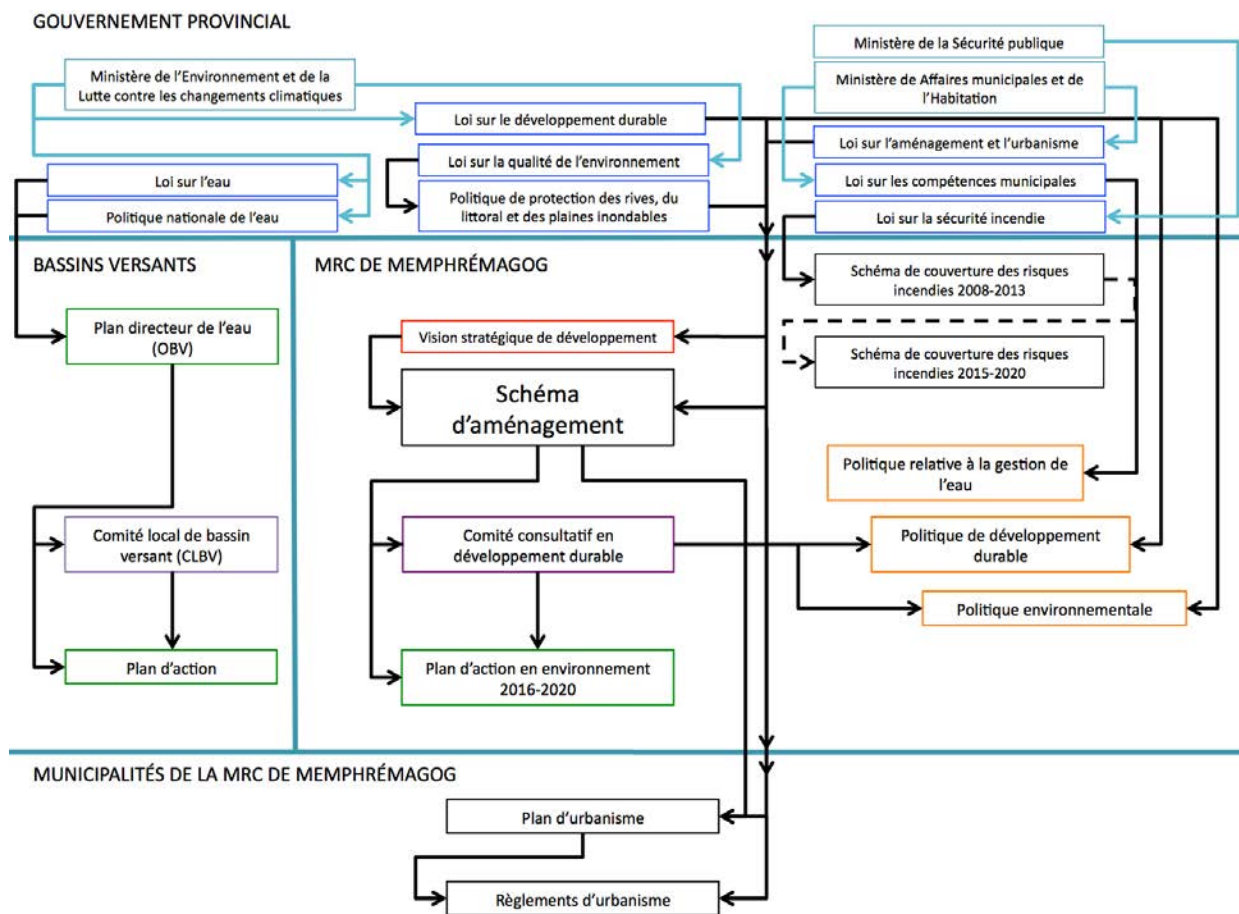 GOUVERNEMENT PROVINCIAL
Ministère de la Sécurité publique
Ministère de l'Environnement et de la
Lutte contre les changements climatiques
Ministère de Affaires municipales et de
l'Habitation
Loi sur le développement durable
Loi sur l'aménagement et l'urbanisme
Loi sur la qualité de l'environnement
Loi sur l'eau
Loi sur les compétences municipales
Politique de protection des rives, du
littoral et des plaines inondables
Politique nationale de l'eau
Loi sur la sécurité incendie
BASSINS VERSANTS
MRC DE MEMPHRÉMAGOG
Schéma de couverture des risques
incendies 2008-2013
Plan directeur de l'eau
(OBV)
Vision stratégique de développement
Schéma de couverture des risques
incendies 2015-2020
Schéma
d'aménagement
Politique relative à la gestion de
l'eau
Comité local de bassin
versant (CLBV)
Comité consultatif en
développement durable
Politique de développement
durable
Politique environnementale
Plan d'action
Plan d'action en environnement
2016-2020
MUNICIPALITÉS DE LA MRC DE MEMPHRÉMAGOG
Plan d'urbanisme
Règlements d'urbanisme